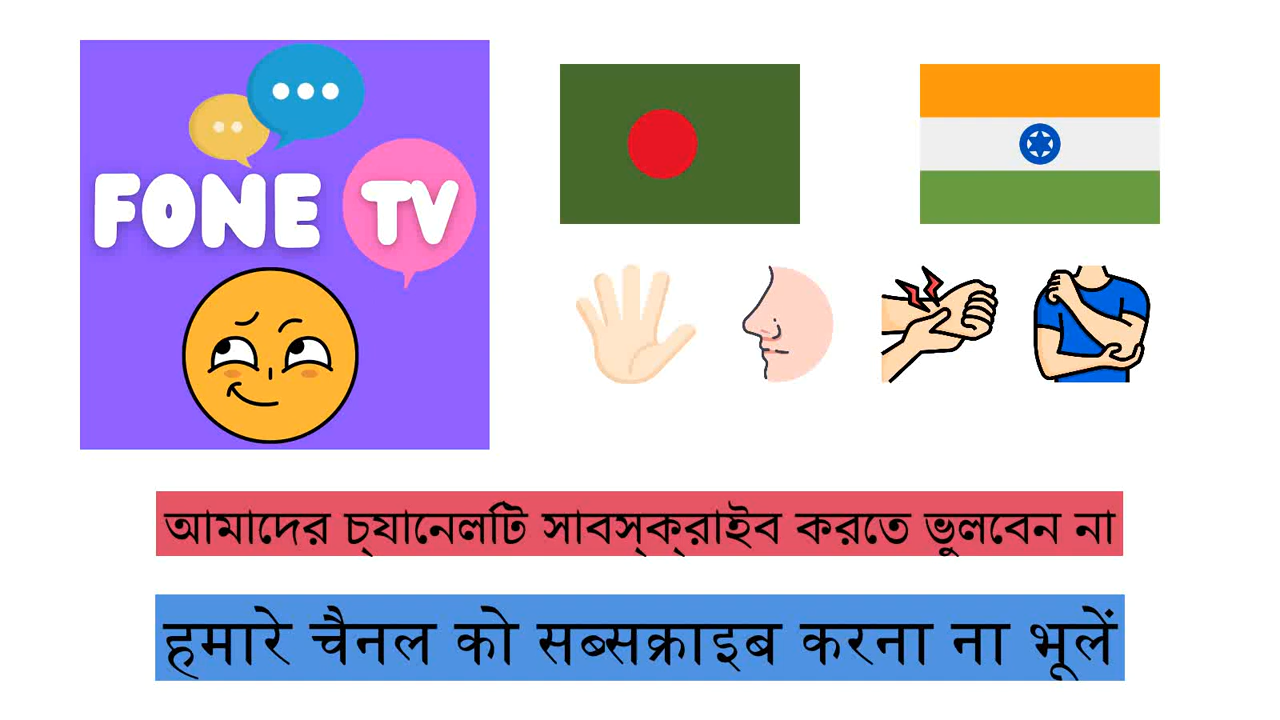 FONE TV
আমাদের চ্‌যানেলটি সাবস্‌ক্‌রাইব করতে ভুলবেন না
हमारे चैनल को सब्सक्राइब करना ना भूलें